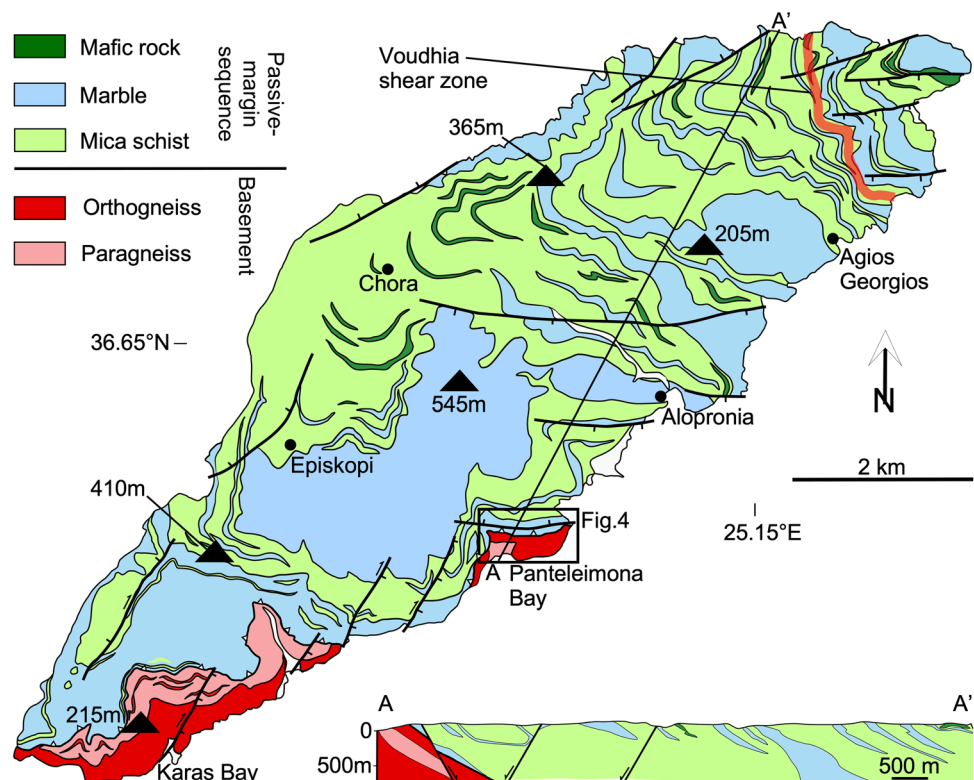 Mafic rock
Marble
Mica schist
Passive-
margin
sequence
Orthogneiss
Paragneiss
Basement
Voudhia
shear zone
A'
365m
205m
Agios
Georgios
Chora
36.65°N
545m
Alopronia
N
Episkopi
2 km
410m
Fig.4
25.15°E
A
Panteleimona
Bay
215m
Karas Bay
A
A'
0
500m
500 m